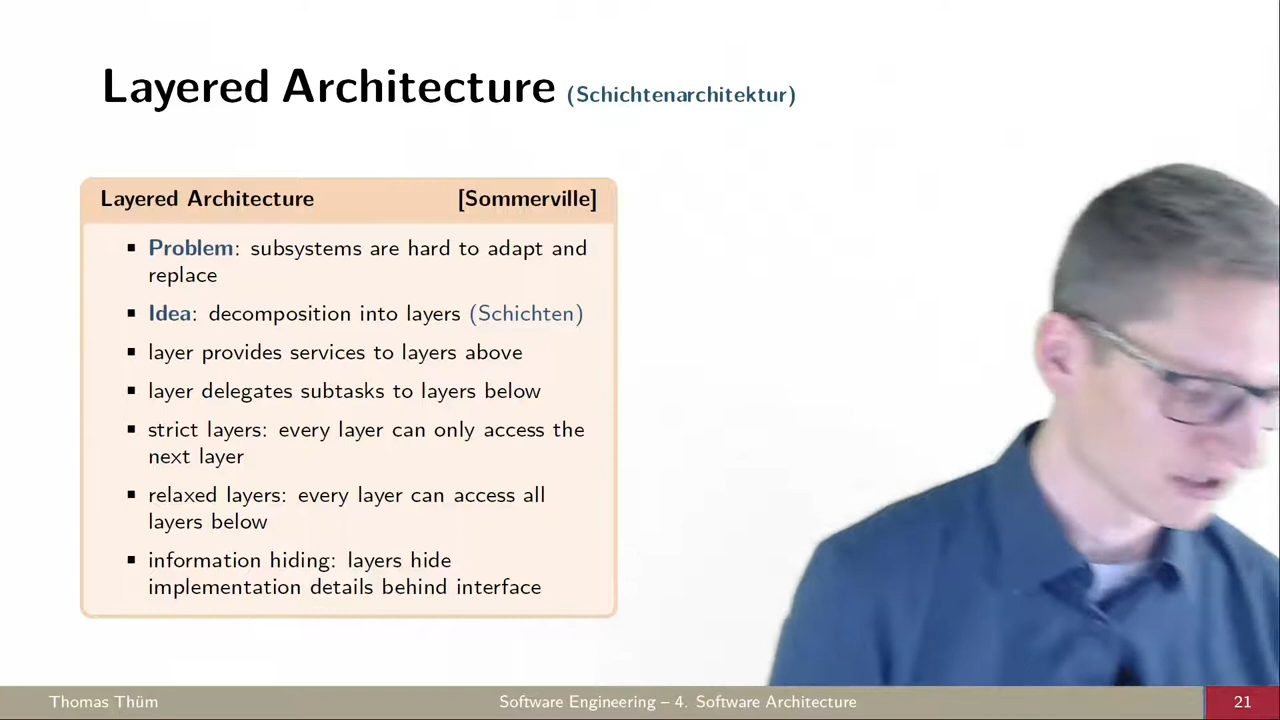 Layered Architecture (Schichtenarchitektur)
Layered Architecture [Sommerville]
▪ Problem: subsystems are hard to adapt and
replace
▪ Idea: decomposition into layers (Schichten)
▪ layer provides services to layers above
▪ layer delegates subtasks to layers below
▪ strict layers: every layer can only access the
next layer
▪ relaxed layers: every layer can access all
layers below
▪ information hiding: layers hide
implementation details behind interface
Thomas Thüm Software Engineering – 4. Software Architecture 21